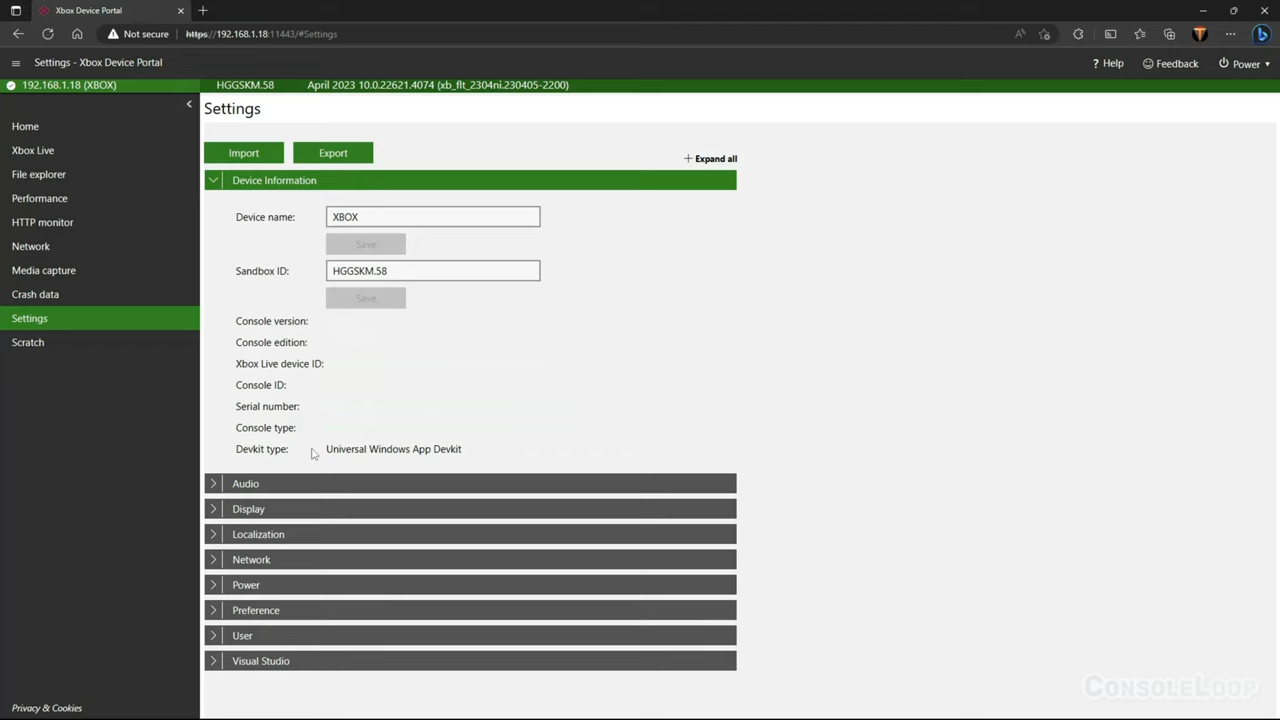 Xbox Device Portal
Not secure https://192.168.1.18:11443/#Settings
Settings - Xbox Device Portal
Help
Feedback
Power
192.168.1.18 (XBOX)
HGGSKM.58
April 2023 10.0.22621.4074 (xb_flt_2304ni.230405-2200)
Home
Xbox Live
File explorer
Performance
HTTP monitor
Network
Media capture
Crash data
Settings
Scratch
Privacy & Cookies
Settings
Import
Export
Expand all
Device Information
Device name: XBOX
Save
Sandbox ID: HGGSKM.58
Save
Console version:
Console edition:
Xbox Live device ID:
Console ID:
Serial number:
Console type:
Devkit type: Universal Windows App Devkit
Audio
Display
Localization
Network
Power
Preference
User
Visual Studio
ConsoleLoop